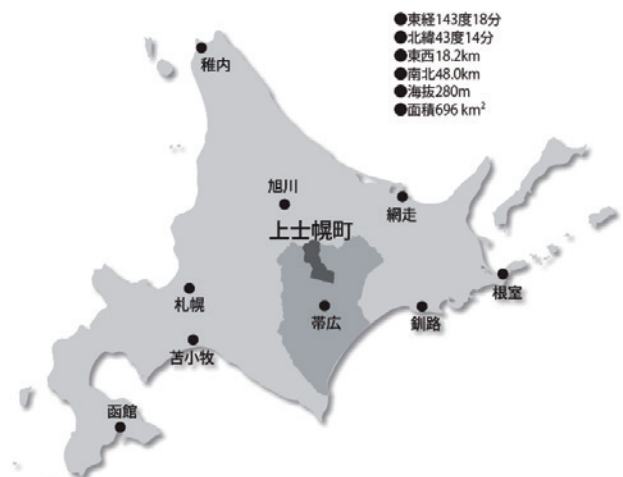 ●東経143度18分
●北緯43度14分
●東西18.2km
●南北48.0km
●海抜280m
●面積696 km²
稚内
旭川
網走
上士幌町
根室
札幌
帯広
釧路
苫小牧
函館